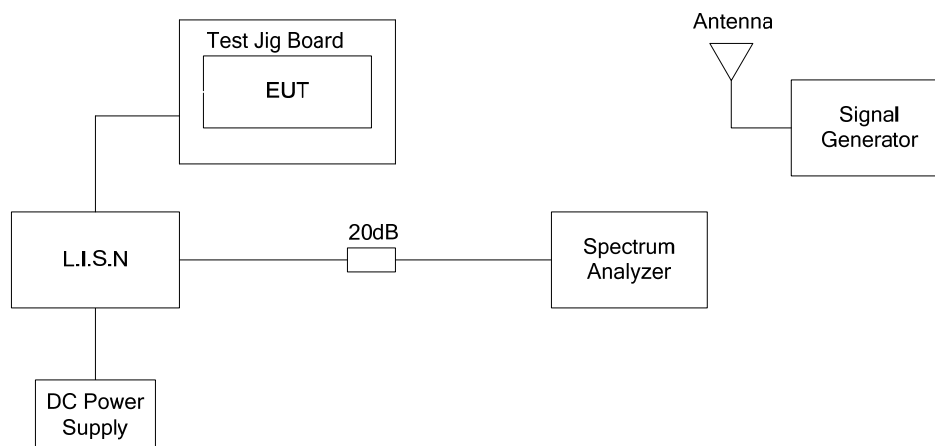 Antenna
Test Jig Board
EUT
Signal
Generator
L.I.S.N
20dB
Spectrum
Analyzer
DC Power
Supply